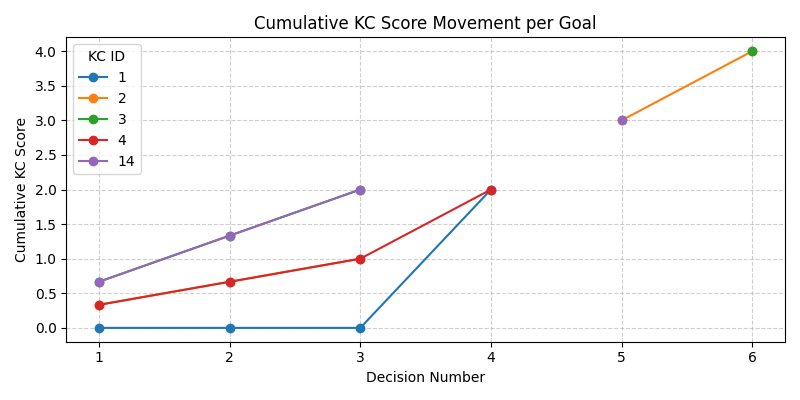 Cumulative KC Score Movement per Goal
Cumulative KC Score
4.0
3.5
3.0
2.5
2.0
1.5
1.0
0.5
0.0
KC ID
1
2
3
4
14
1 2 3 4 5 6
Decision Number